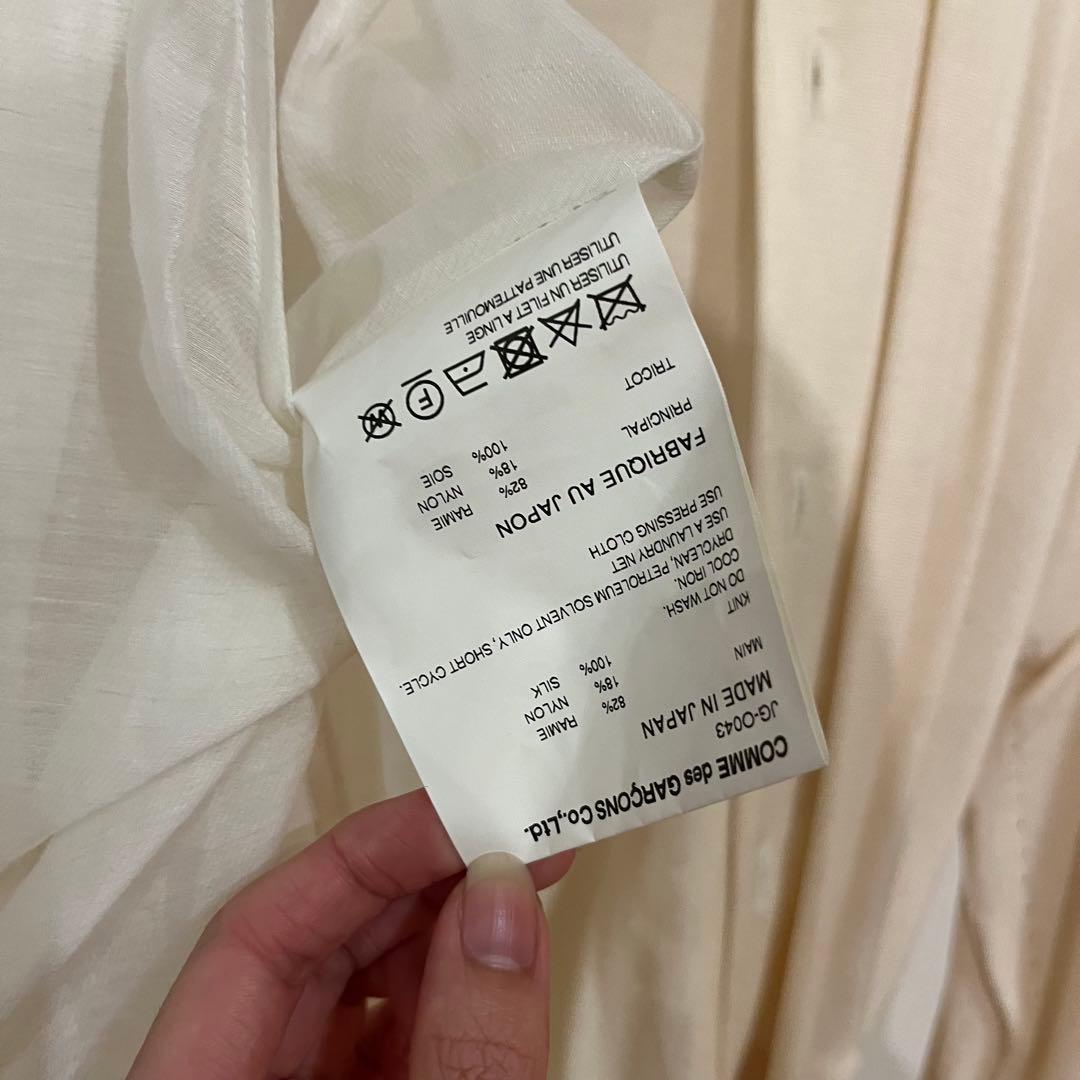 COMME des GARÇONS CO.,Ltd.
JG-O043
MADE IN JAPAN
MAIN 82% RAMIE
18% NYLON
KNIT 100% SILK
DO NOT WASH.
COOL IRON.
DRYCLEAN, PETROLEUM SOLVENT ONLY, SHORT CYCLE.
USE A LAUNDRY NET
USE PRESSING CLOTH
FABRIQUE AU JAPON
PRINCIPAL 82% RAMIE
18% NYLON
TRICOT 100% SOIE
F W
UTILISER UN FILET A LINGE
UTILISER UNE PATTEMOUILLE